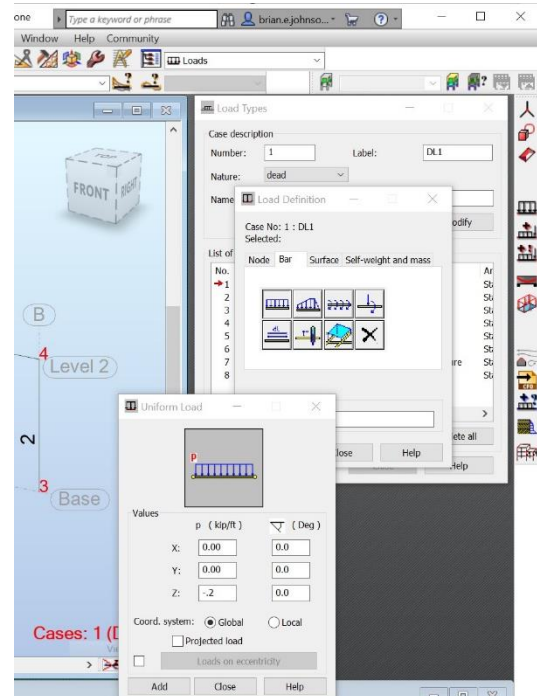 one
Type a keyword or phrase
brian.e.johnso...
Window Help Community
Loads
Load Types
Case description
Number: 1 Label: DL1
Nature: dead
Name
odify
List of
No.
1
2
3
4
5
6
7
8
ure
ete all
Help
Load Definition
Case No: 1 : DL1
Selected:
Node Bar Surface Self-weight and mass
lose Help
TOP
FRONT
RIGHT
B
4
Level 2
2
3
Base
Cases: 1 (D
Uniform Load
p
Values
p ( kip/ft ) ( Deg )
X: 0.00 0.0
Y: 0.00 0.0
Z: -.2 0.0
Coord. system: Global Local
Projected load
Loads on eccentricity
Add Close Help